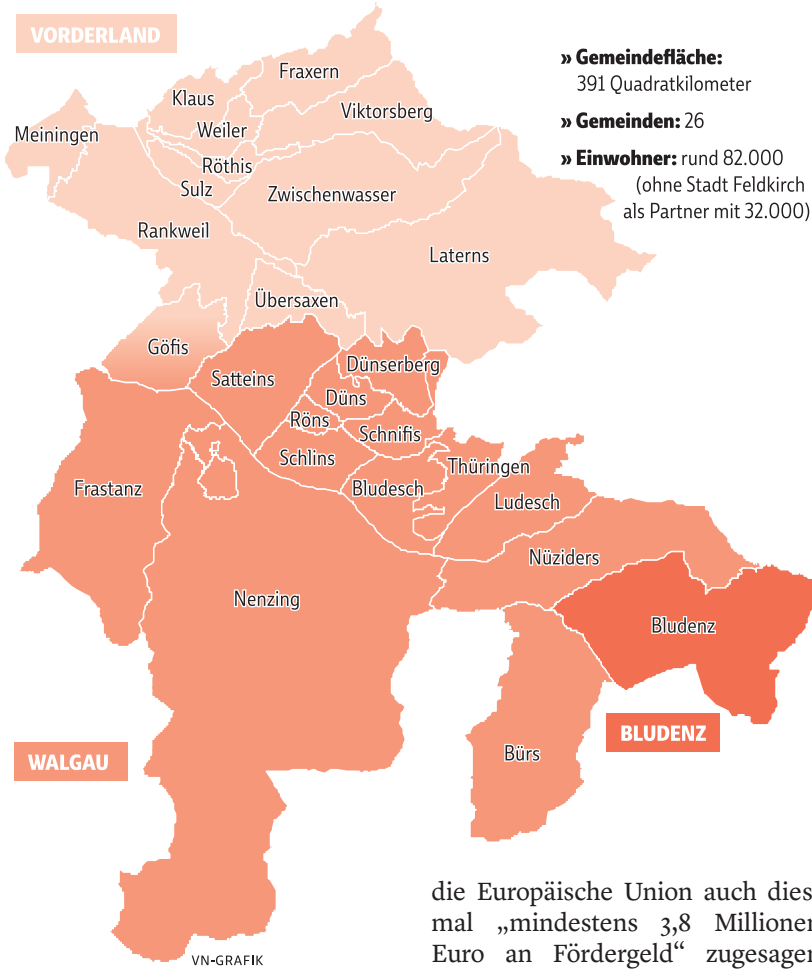 VORDERLAND
» Gemeindefläche:
391 Quadratkilometer
» Gemeinden: 26
» Einwohner: rund 82.000
(ohne Stadt Feldkirch
als Partner mit 32.000)
Fraxern
Klaus
Viktorsberg
Meiningen
Weiler
Röthis
Sulz
Zwischenwasser
Rankweil
Laterns
Übersaxen
Göfis
Dünserberg
Satteins
Düns
Röns
Schnifis
Schlins
Thüringen
Frastanz
Bludesch
Ludesch
Nüziders
Nenzing
Bludenz
BLUDENZ
WALGAU
Bürs
die Europäische Union auch dies
mal „mindestens 3,8 Millionen
Euro an Fördergeld“ zugesagen
VN-GRAFIK